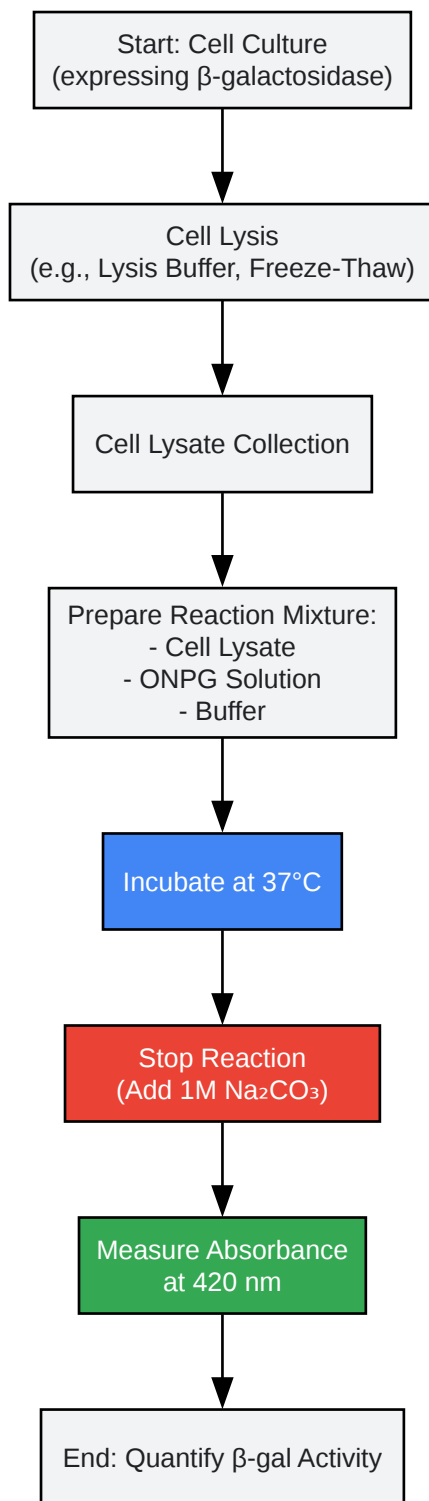 Start: Cell Culture
(expressing β-galactosidase)
Cell Lysis
(e.g., Lysis Buffer, Freeze-Thaw)
Cell Lysate Collection
Prepare Reaction Mixture:
- Cell Lysate
- ONPG Solution
- Buffer
Incubate at 37°C
Stop Reaction
(Add 1M Na₂CO₃)
Measure Absorbance
at 420 nm
End: Quantify β-gal Activity